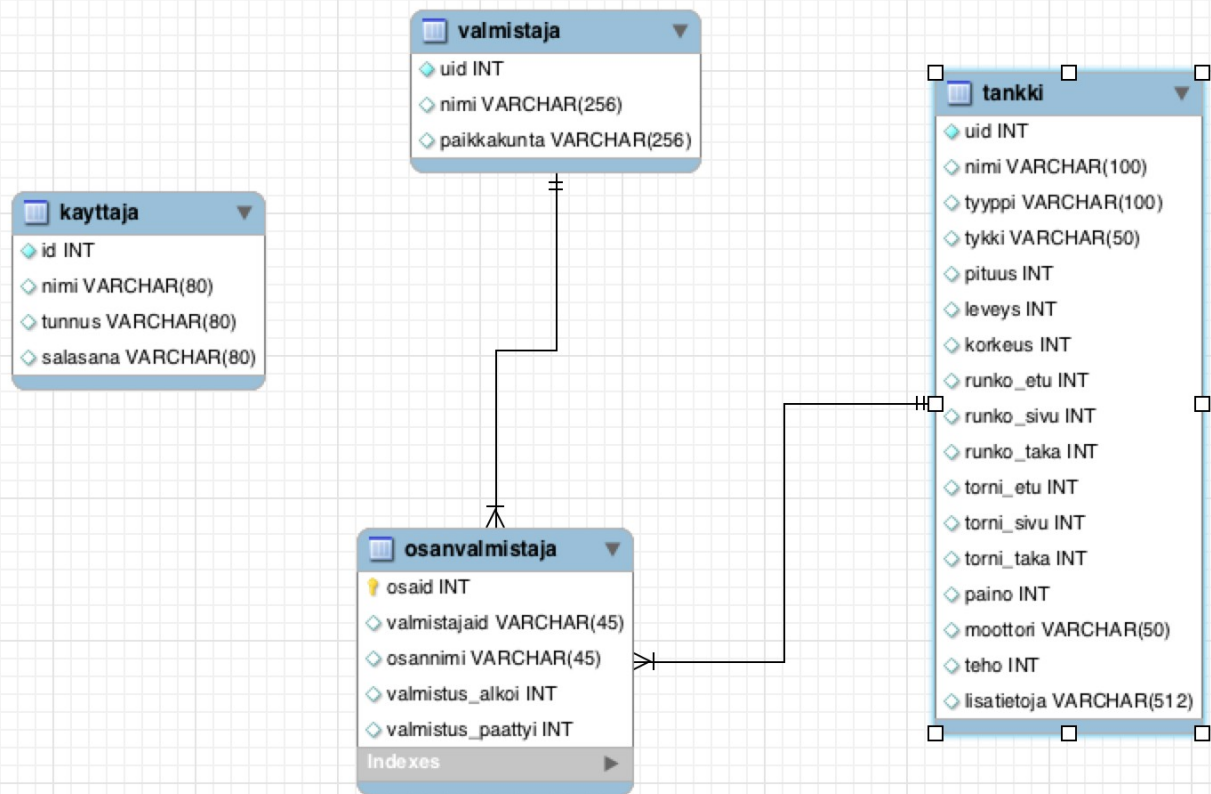 valmistaja
uid INT
nimi VARCHAR(256)
paikkakunta VARCHAR(256)
kayttaja
id INT
nimi VARCHAR(80)
tunnus VARCHAR(80)
salasana VARCHAR(80)
tankki
uid INT
nimi VARCHAR(100)
tyyppi VARCHAR(100)
tykki VARCHAR(50)
pituus INT
leveys INT
korkeus INT
runko_etu INT
runko_sivu INT
runko_taka INT
torni_etu INT
torni_sivu INT
torni_taka INT
paino INT
moottori VARCHAR(50)
teho INT
lisatietoja VARCHAR(512)
osanvalmistaja
osaid INT
valmistajaid VARCHAR(45)
osannimi VARCHAR(45)
valmistus_alkoi INT
valmistus_paattyi INT
Indexes